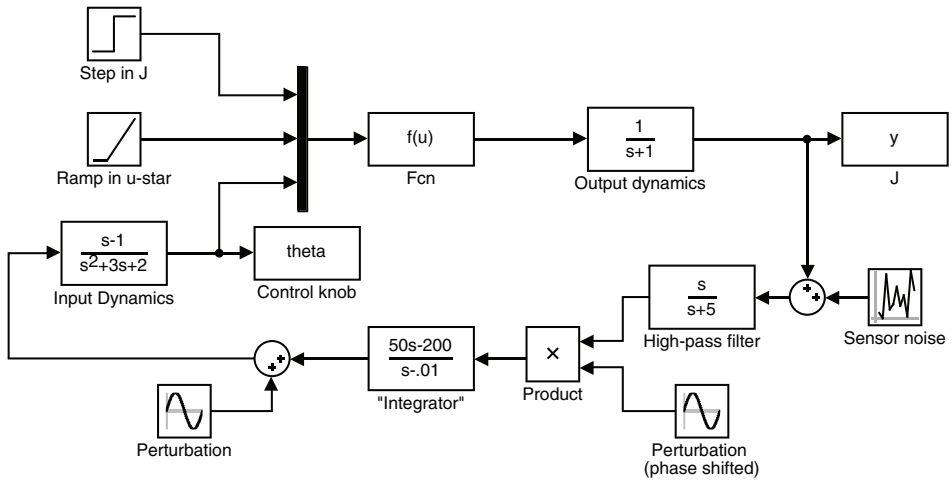 Step in J
Ramp in u-star
f(u)
Fcn
1
s+1
Output dynamics
y
J
s-1
s2+3s+2
Input Dynamics
theta
Control knob
s
s+5
High-pass filter
Sensor noise
50s-200
s-.01
"Integrator"
×
Product
Perturbation
Perturbation
(phase shifted)